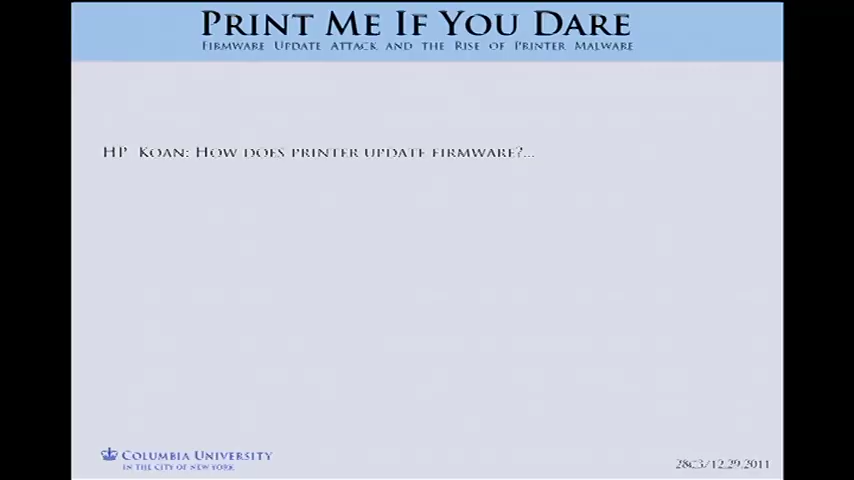 Print Me If You Dare
Firmware Update Attack and the Rise of Printer Malware
HP Koan: How does printer update firmware?...
Columbia University
in the City of New York
28c3/12.29.2011